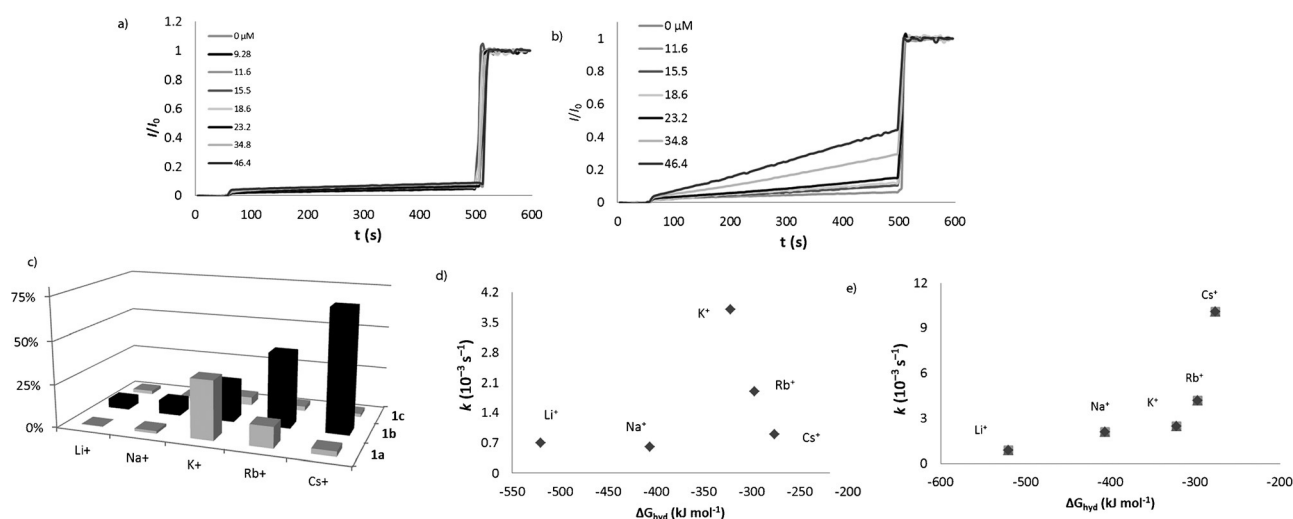 a)
1.2
1
0.8
0.6
0.4
0.2
0
I/I0
0 μM
9.28
11.6
15.5
18.6
23.2
34.8
46.4
0 100 200 300 400 500 600
t (s)
b)
1
0.8
0.6
0.4
0.2
0
I/I0
0 μM
11.6
15.5
18.6
23.2
34.8
46.4
0 100 200 300 400 500 600
t (s)
c)
75%
50%
25%
0%
Li+ Na+ K+ Rb+ Cs+
1c
1b
1a
d)
4.2
3.5
2.8
2.1
1.4
0.7
0
k (10⁻³ s⁻¹)
K⁺
Rb⁺
Li⁺
Na⁺
Cs⁺
-550 -500 -450 -400 -350 -300 -250 -200
ΔGhyd (kJ mol⁻¹)
e)
12
9
6
3
0
k (10⁻³ s⁻¹)
Cs⁺
Rb⁺
Na⁺
K⁺
Li⁺
-600 -500 -400 -300 -200
ΔGhyd (kJ mol⁻¹)